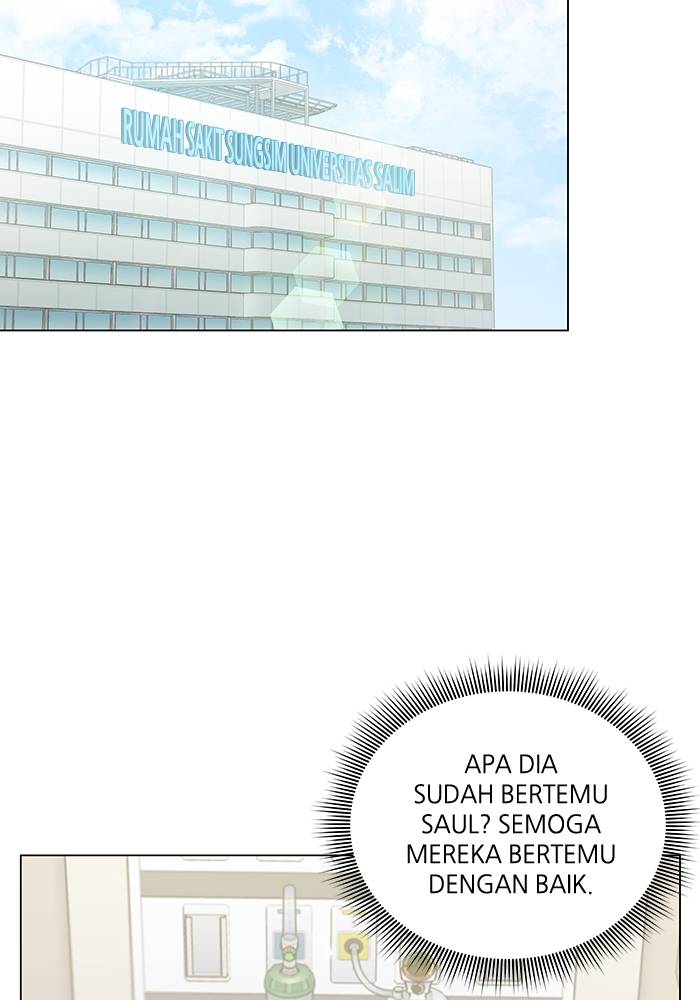 RUMAH SAKIT SUNGSIM UNIVERSITAS SALIM
APA DIA
SUDAH BERTEMU
SAUL? SEMOGA
MEREKA BERTEMU
DENGAN BAIK.